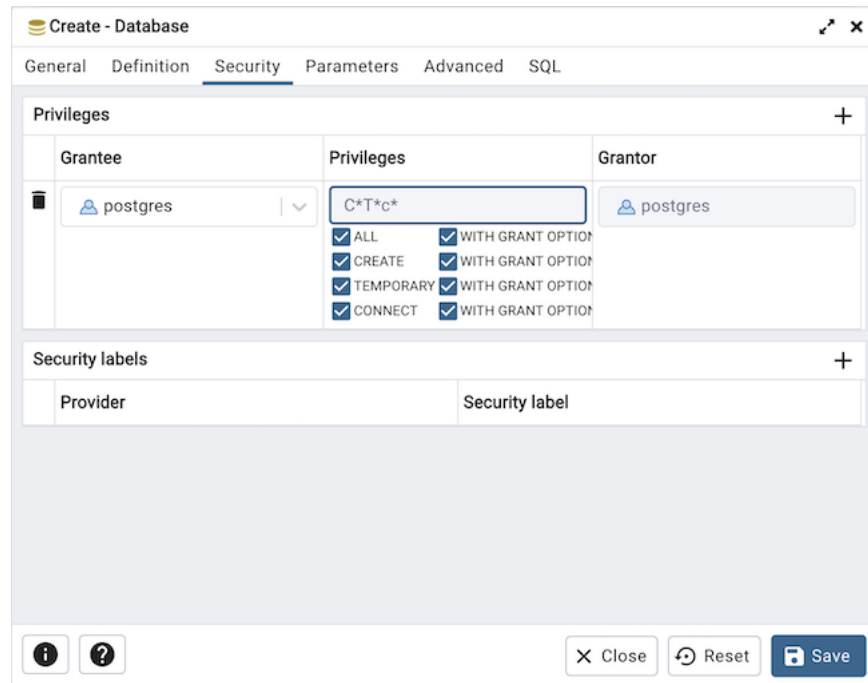 Create - Database
General Definition Security Parameters Advanced SQL
Privileges
Grantee Privileges Grantor
postgres C*T*c* postgres
ALL WITH GRANT OPTION
CREATE WITH GRANT OPTION
TEMPORARY WITH GRANT OPTION
CONNECT WITH GRANT OPTION
Security labels
Provider Security label
Close Reset Save